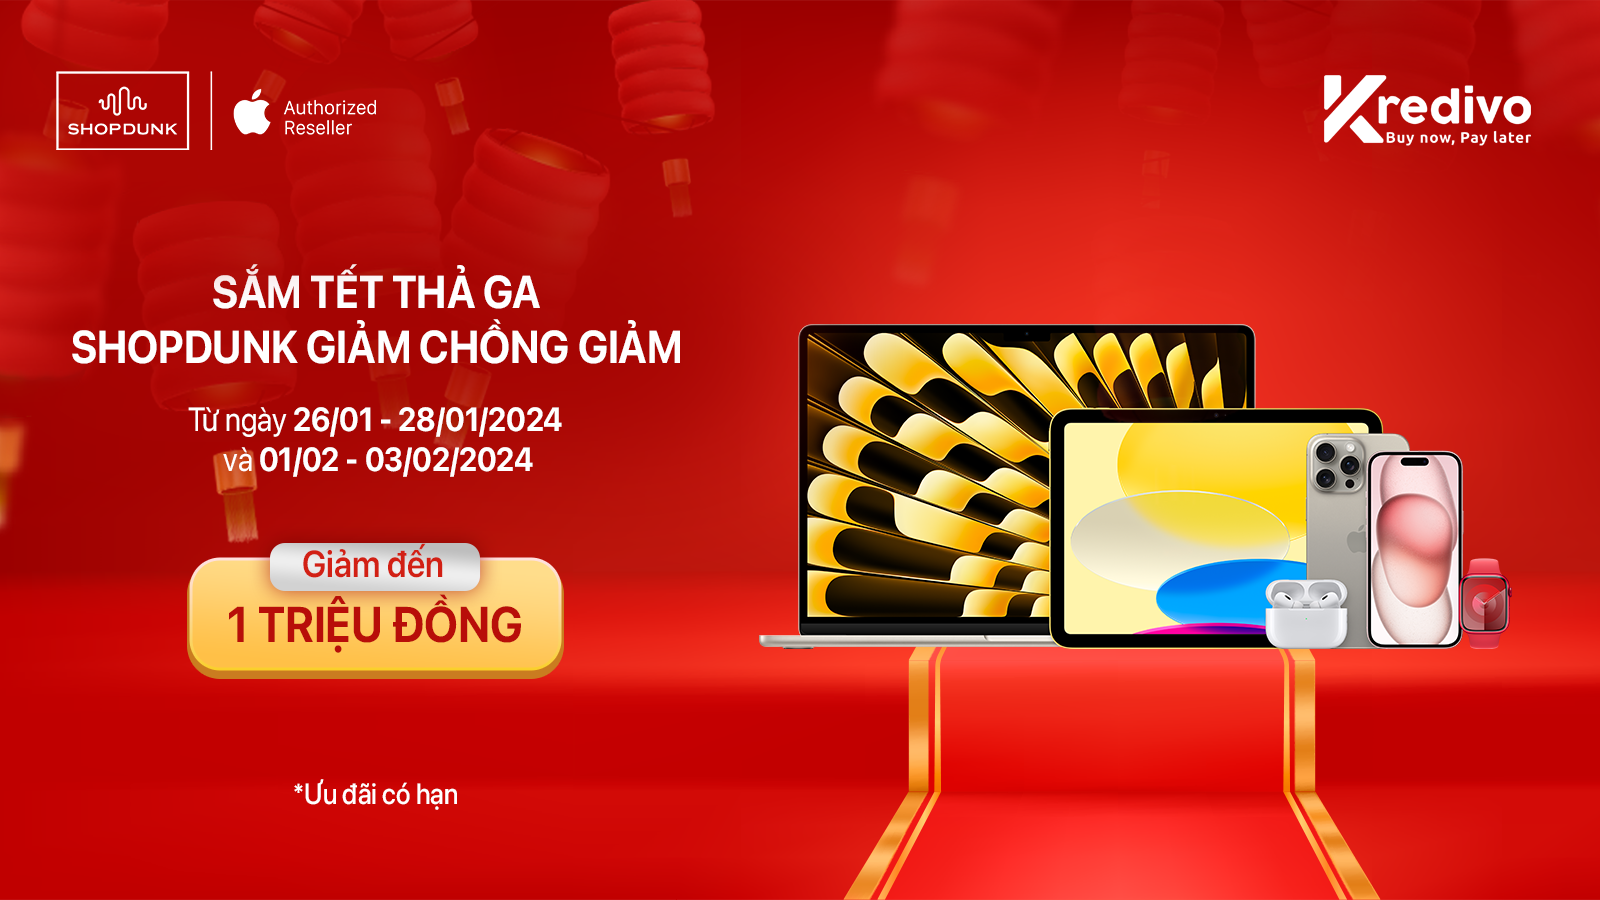 SHOPDUNK
Authorized
Reseller
Kredivo
Buy now, Pay later
SẮM TẾT THẢ GA
SHOPDUNK GIẢM CHỒNG GIẢM
Từ ngày 26/01 - 28/01/2024
và 01/02 - 03/02/2024
Giảm đến
1 TRIỆU ĐỒNG
*Ưu đãi có hạn